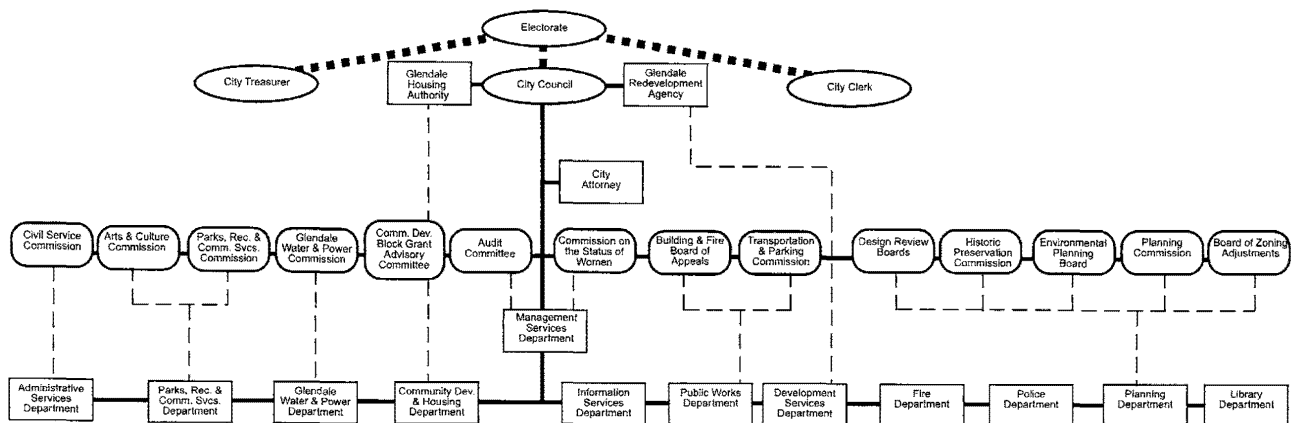 Electorate
City Treasurer
Glendale
Housing
Authority
City Council
Glendale
Redevelopment
Agency
City Clerk
City
Attorney
Civil Service
Commission
Arts & Culture
Commission
Parks, Rec. &
Comm. Svcs.
Commission
Glendale
Water & Power
Commission
Comm. Dev.
Block Grant
Advisory
Committee
Audit
Committee
Commission on
the Status of
Women
Building & Fire
Board of
Appeals
Transportation
& Parking
Commission
Design Review
Boards
Historic
Preservation
Commission
Environmental
Planning Board
Planning
Commission
Board of Zoning
Adjustments
Management
Services
Department
Administrative
Services
Department
Parks, Rec. &
Comm. Svcs.
Department
Glendale
Water & Power
Department
Community Dev.
& Housing
Department
Information
Services
Department
Public Works
Department
Development
Services
Department
Fire
Department
Police
Department
Planning
Department
Library
Department